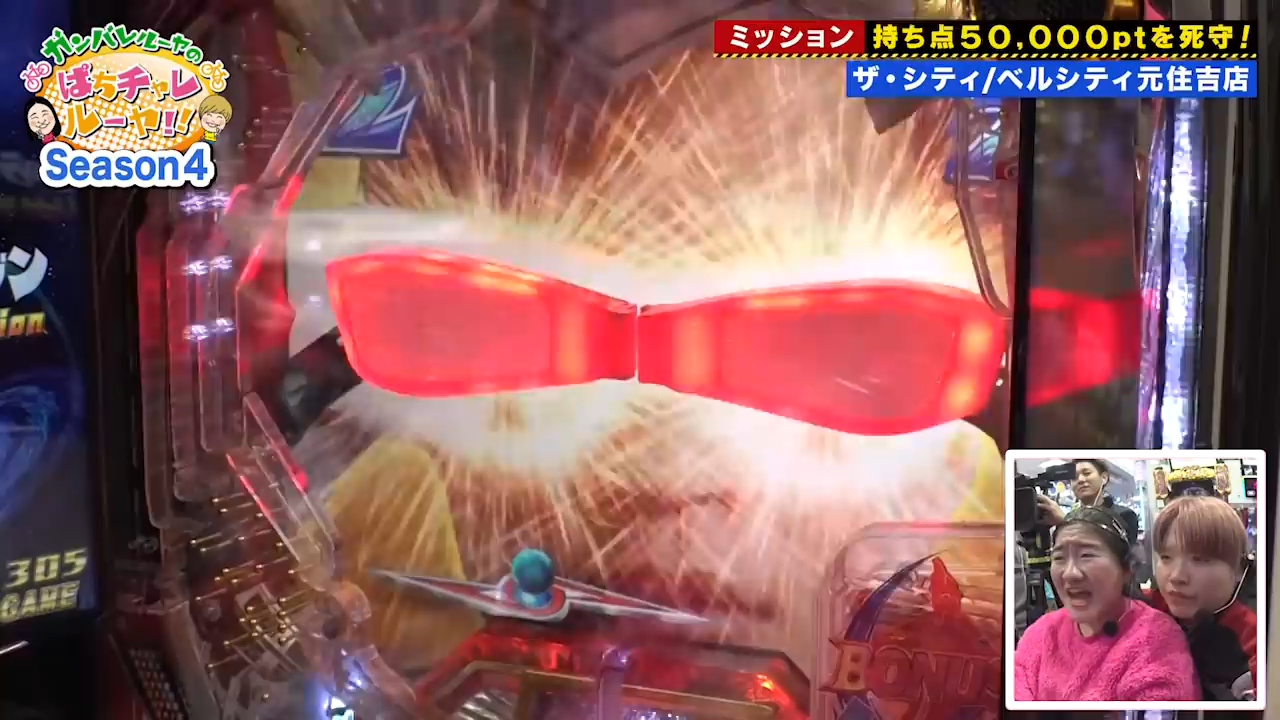 ガンバレルーヤの
ぱちチャレ
ルーヤ!!
Season4
ミッション 持ち点50,000ptを死守!
ザ・シティ/ベルシティ元住吉店
305
GAME
BONUS